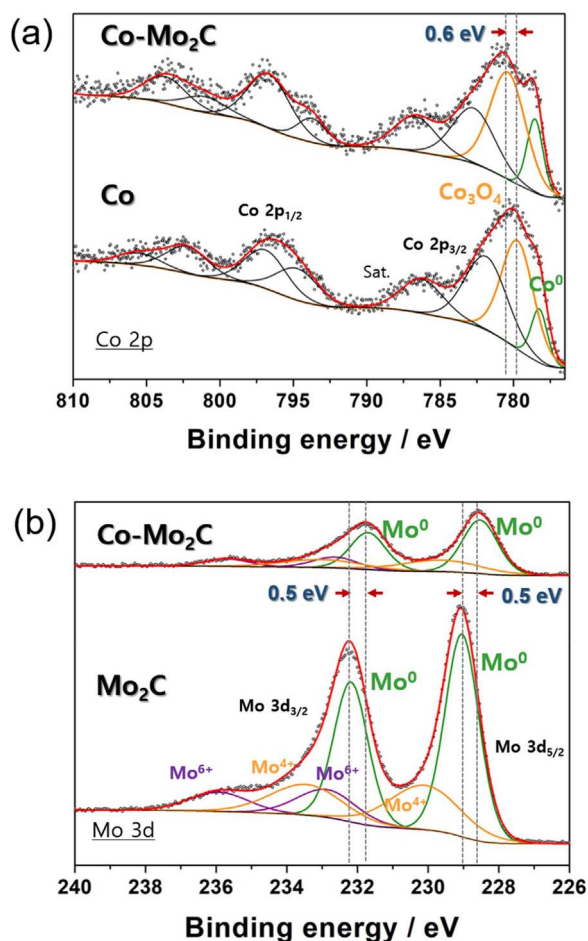 (a)
Co-Mo₂C
0.6 eV
Co
Co 2p₁/₂
Co₃O₄
Co 2p₃/₂
Sat.
Co⁰
Co 2p
810 805 800 795 790 785 780
Binding energy / eV
(b)
Co-Mo₂C
Mo⁰
Mo⁰
0.5 eV
0.5 eV
Mo₂C
Mo⁰
Mo⁰
Mo 3d₃/₂
Mo 3d₅/₂
Mo⁶⁺
Mo⁴⁺
Mo⁶⁺
Mo⁴⁺
Mo 3d
240 238 236 234 232 230 228 226
Binding energy / eV